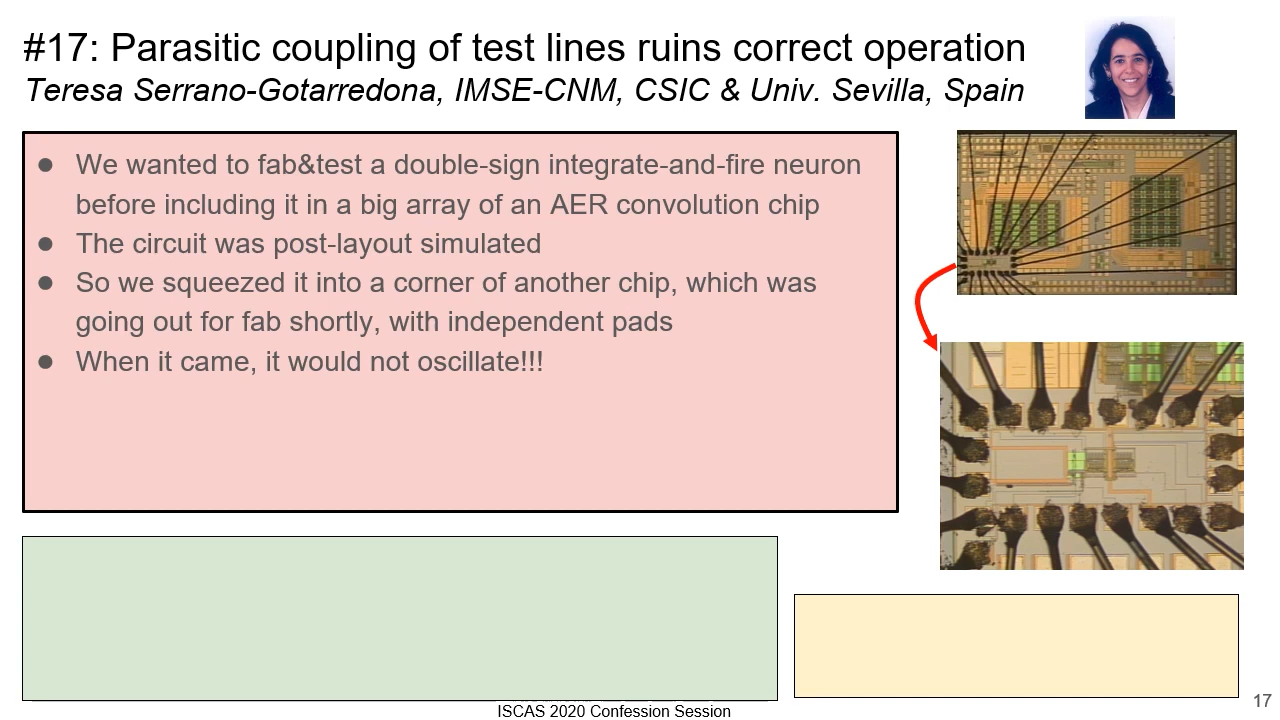 #17: Parasitic coupling of test lines ruins correct operation
Teresa Serrano-Gotarredona, IMSE-CNM, CSIC & Univ. Sevilla, Spain
● We wanted to fab&test a double-sign integrate-and-fire neuron
before including it in a big array of an AER convolution chip
● The circuit was post-layout simulated
● So we squeezed it into a corner of another chip, which was
going out for fab shortly, with independent pads
● When it came, it would not oscillate!!!
ISCAS 2020 Confession Session
17